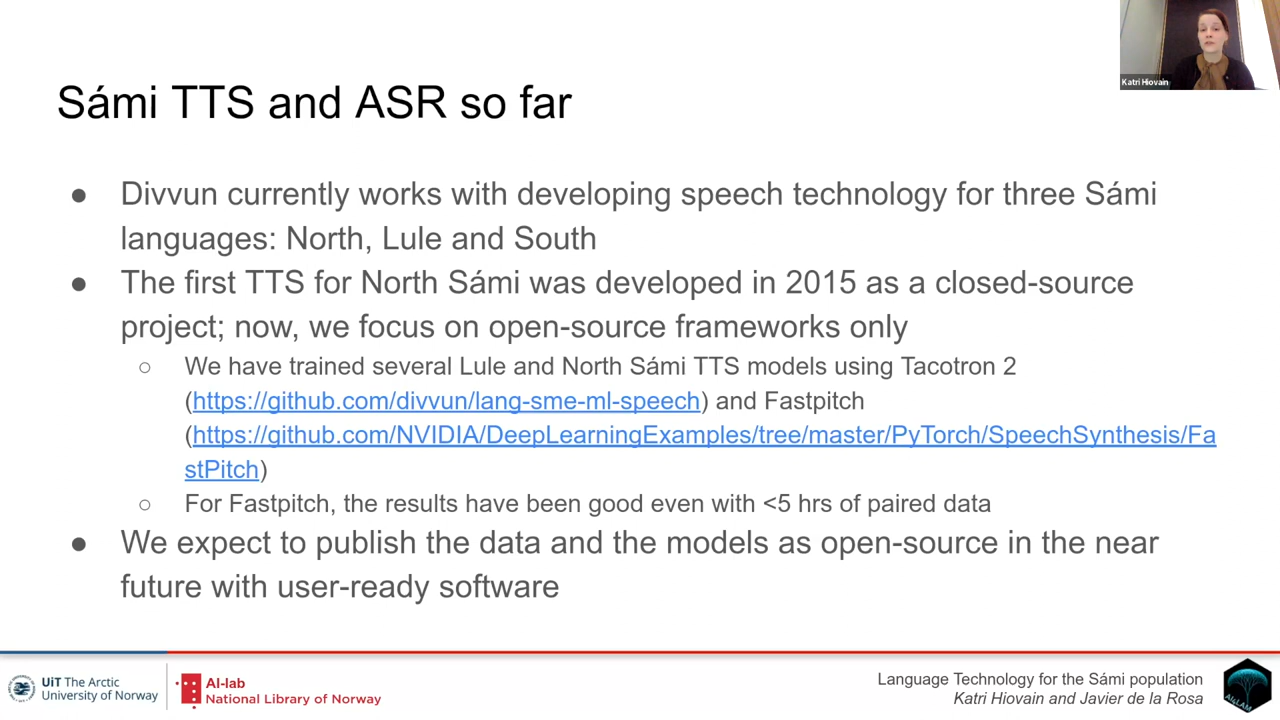 Katri Hiovain
Sámi TTS and ASR so far
● Divvun currently works with developing speech technology for three Sámi
languages: North, Lule and South
● The first TTS for North Sámi was developed in 2015 as a closed-source
project; now, we focus on open-source frameworks only
○ We have trained several Lule and North Sámi TTS models using Tacotron 2
(https://github.com/divvun/lang-sme-ml-speech) and Fastpitch
(https://github.com/NVIDIA/DeepLearningExamples/tree/master/PyTorch/SpeechSynthesis/Fa
stPitch)
○ For Fastpitch, the results have been good even with <5 hrs of paired data
● We expect to publish the data and the models as open-source in the near
future with user-ready software
UiT The Arctic
University of Norway
AI-lab
National Library of Norway
Language Technology for the Sámi population
Katri Hiovain and Javier de la Rosa
AI4LAM